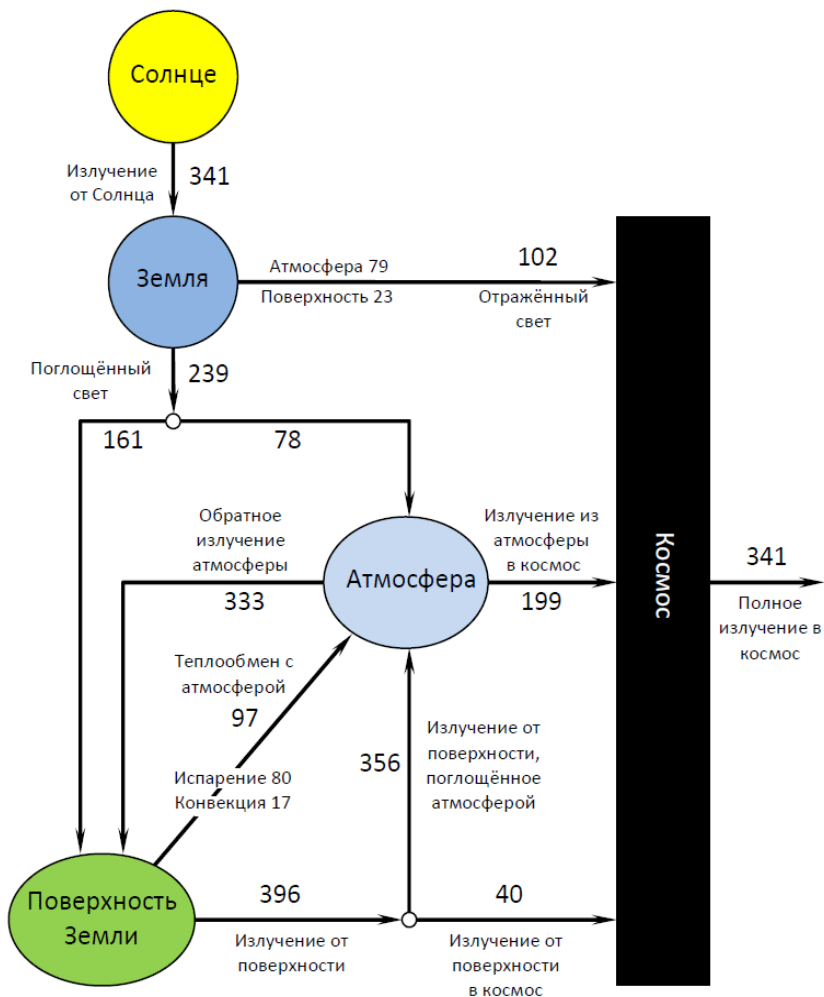 Солнце
Излучение
от Солнца
341
Земля
Атмосфера 79
Поверхность 23
102
Отражённый
свет
Поглощённый
свет
239
161
78
Обратное
излучение
атмосферы
333
Атмосфера
Излучение из
атмосферы
в космос
199
Космос
341
Полное
излучение в
космос
Теплообмен с
атмосферой
97
Испарение 80
Конвекция 17
356
Излучение от
поверхности,
поглощённое
атмосферой
Поверхность
Земли
396
Излучение от
поверхности
40
Излучение от
поверхности
в космос